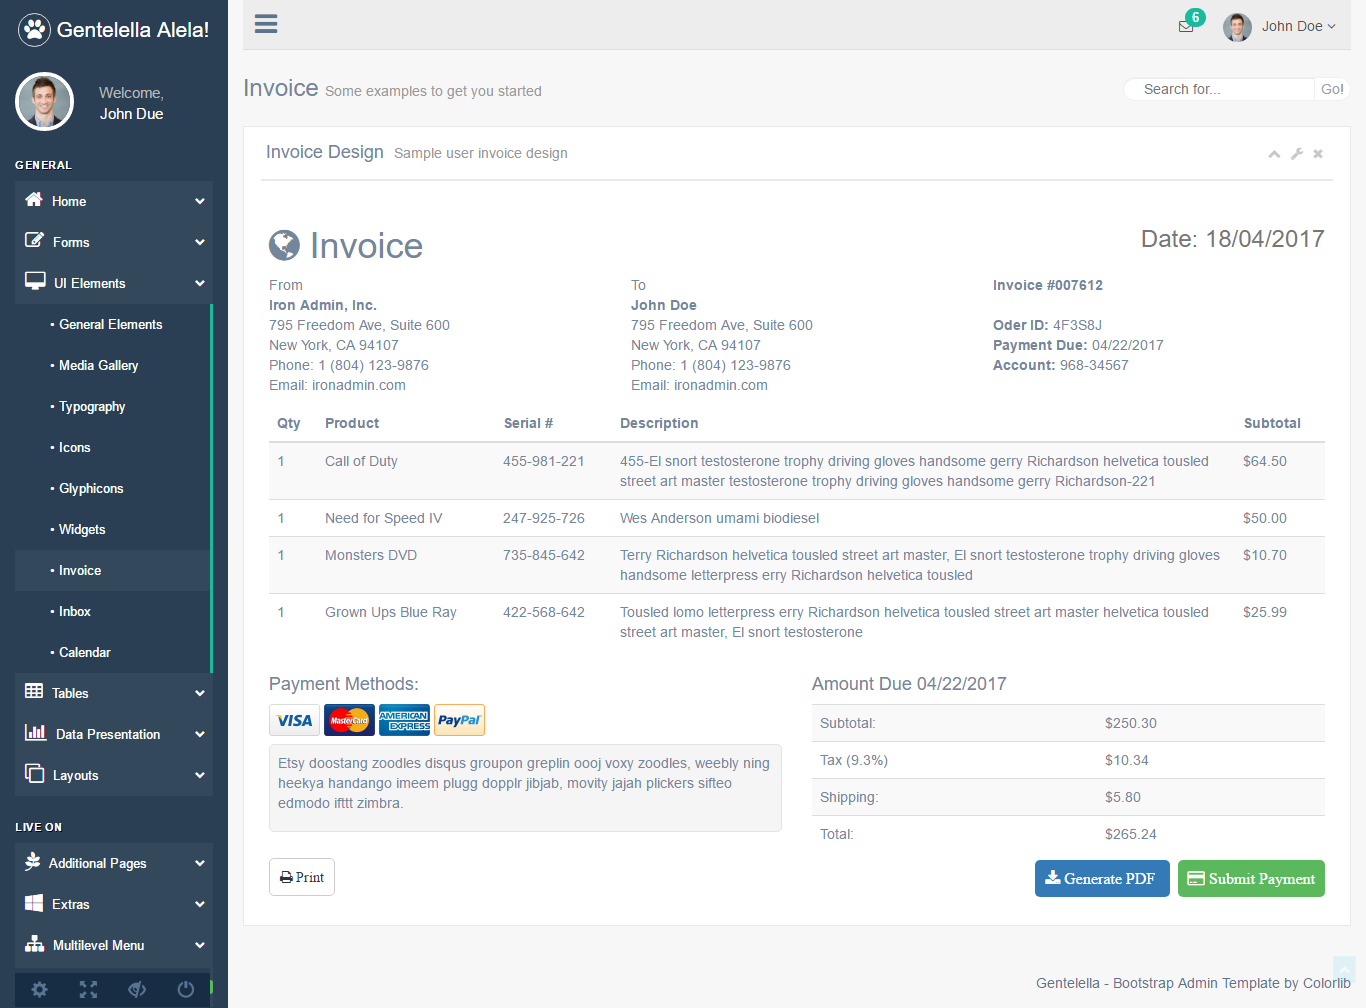 Gentelella Alela!
Welcome,
John Due
GENERAL
Home
Forms
UI Elements
General Elements
Media Gallery
Typography
Icons
Glyphicons
Widgets
Invoice
Inbox
Calendar
Tables
Data Presentation
Layouts
LIVE ON
Additional Pages
Extras
Multilevel Menu
6
John Doe
Invoice Some examples to get you started
Search for... Go!
Invoice Design Sample user invoice design
Invoice
Date: 18/04/2017
From
Iron Admin, Inc.
795 Freedom Ave, Suite 600
New York, CA 94107
Phone: 1 (804) 123-9876
Email: ironadmin.com
To
John Doe
795 Freedom Ave, Suite 600
New York, CA 94107
Phone: 1 (804) 123-9876
Email: ironadmin.com
Invoice #007612
Oder ID: 4F3S8J
Payment Due: 04/22/2017
Account: 968-34567
Qty Product Serial # Description Subtotal
1 Call of Duty 455-981-221 455-El snort testosterone trophy driving gloves handsome gerry Richardson helvetica tousled $64.50
street art master testosterone trophy driving gloves handsome gerry Richardson-221
1 Need for Speed IV 247-925-726 Wes Anderson umami biodiesel $50.00
1 Monsters DVD 735-845-642 Terry Richardson helvetica tousled street art master, El snort testosterone trophy driving gloves $10.70
handsome letterpress erry Richardson helvetica tousled
1 Grown Ups Blue Ray 422-568-642 Tousled lomo letterpress erry Richardson helvetica tousled street art master helvetica tousled $25.99
street art master, El snort testosterone
Payment Methods:
VISA MasterCard AMERICAN EXPRESS PayPal
Etsy doostang zoodles disqus groupon greplin oooj voxy zoodles, weebly ning
heekya handango imeem plugg dopplr jibjab, movity jajah plickers sifteo
edmodo ifttt zimbra.
Amount Due 04/22/2017
Subtotal: $250.30
Tax (9.3%) $10.34
Shipping: $5.80
Total: $265.24
Print
Generate PDF
Submit Payment
Gentelella - Bootstrap Admin Template by Colorlib